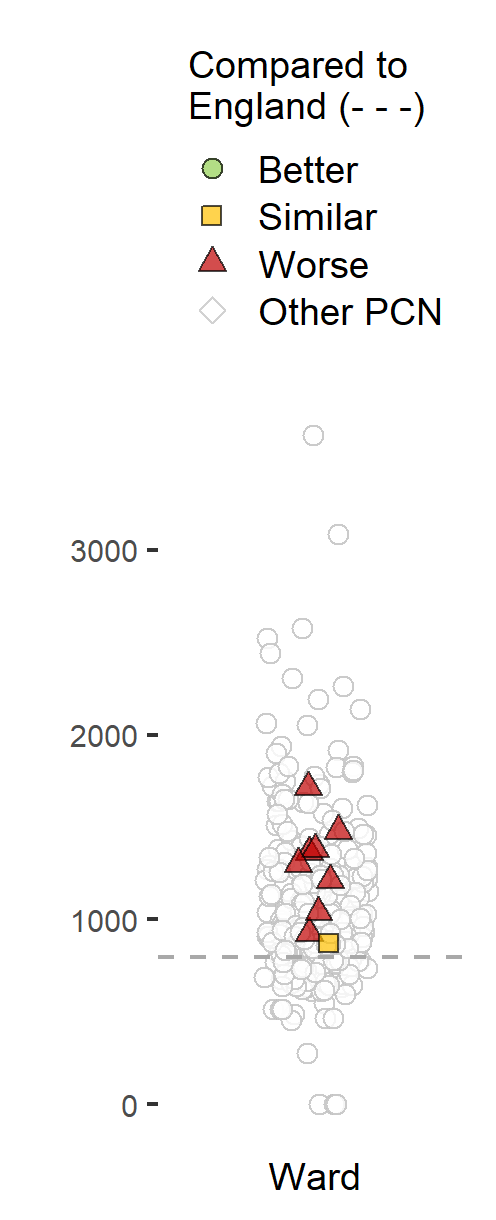 Compared to
England (- - -)
Better
Similar
Worse
Other PCN
3000
2000
1000
0
Ward